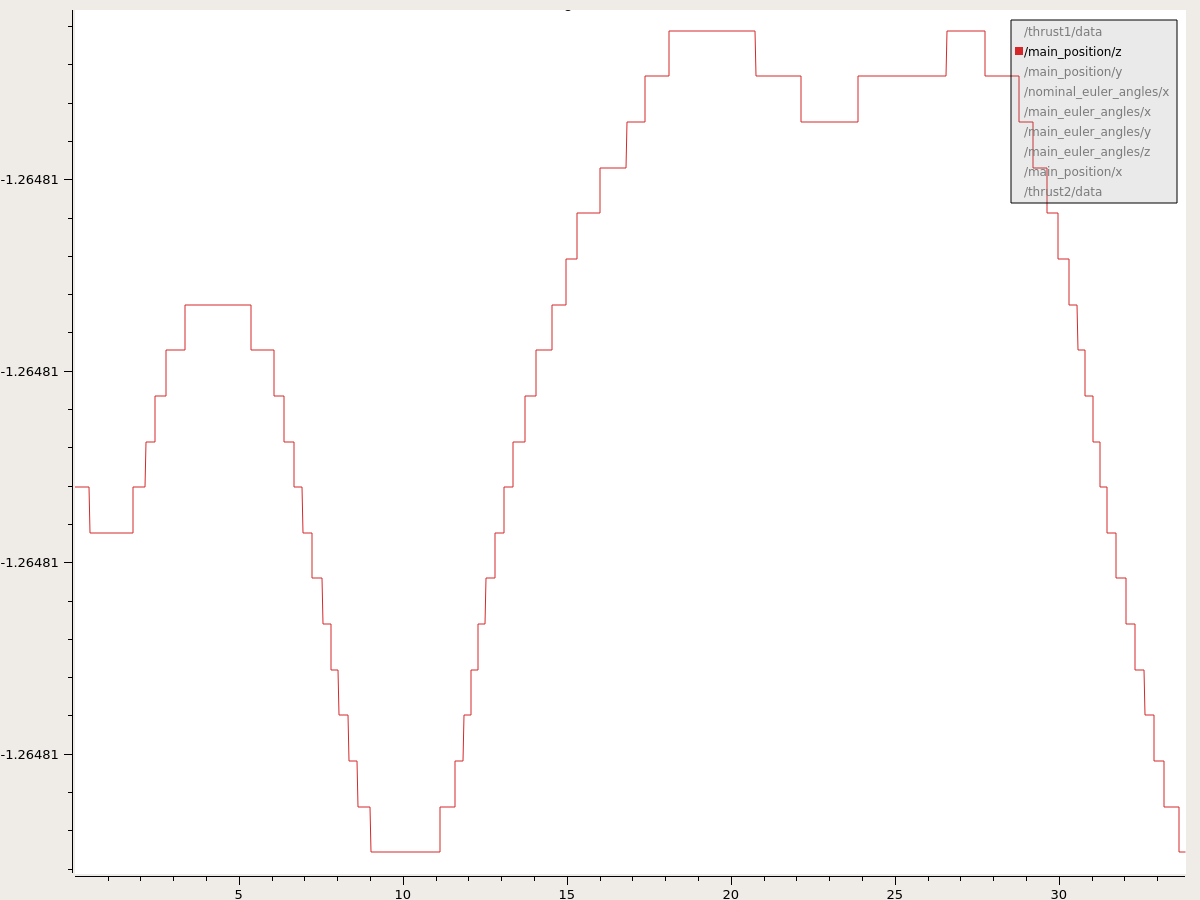 /thrust1/data
/main_position/z
/main_position/y
/nominal_euler_angles/x
/main_euler_angles/x
/main_euler_angles/y
/main_euler_angles/z
/main_position/x
/thrust2/data
-1.26481
-1.26481
-1.26481
-1.26481
5 10 15 20 25 30